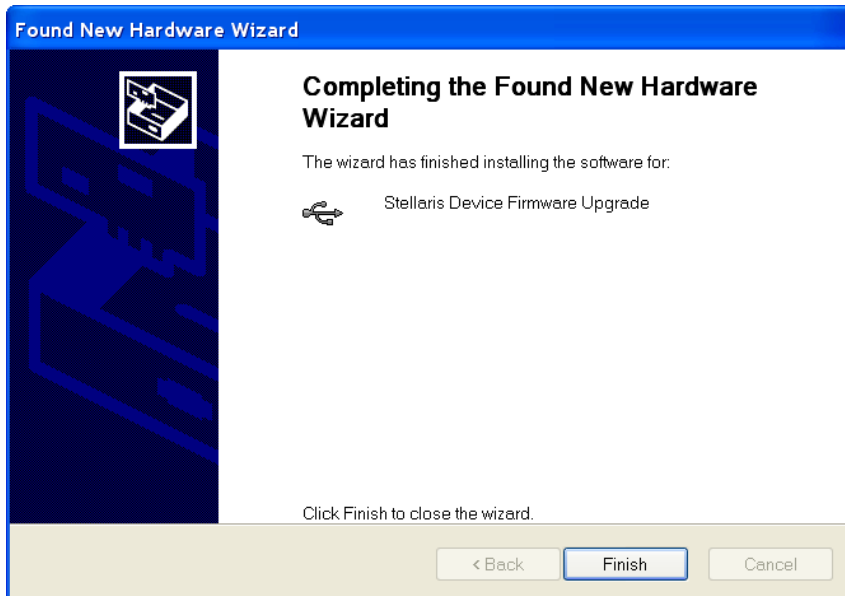 Found New Hardware Wizard
Completing the Found New Hardware
Wizard
The wizard has finished installing the software for:
Stellaris Device Firmware Upgrade
Click Finish to close the wizard.
< Back
Finish
Cancel